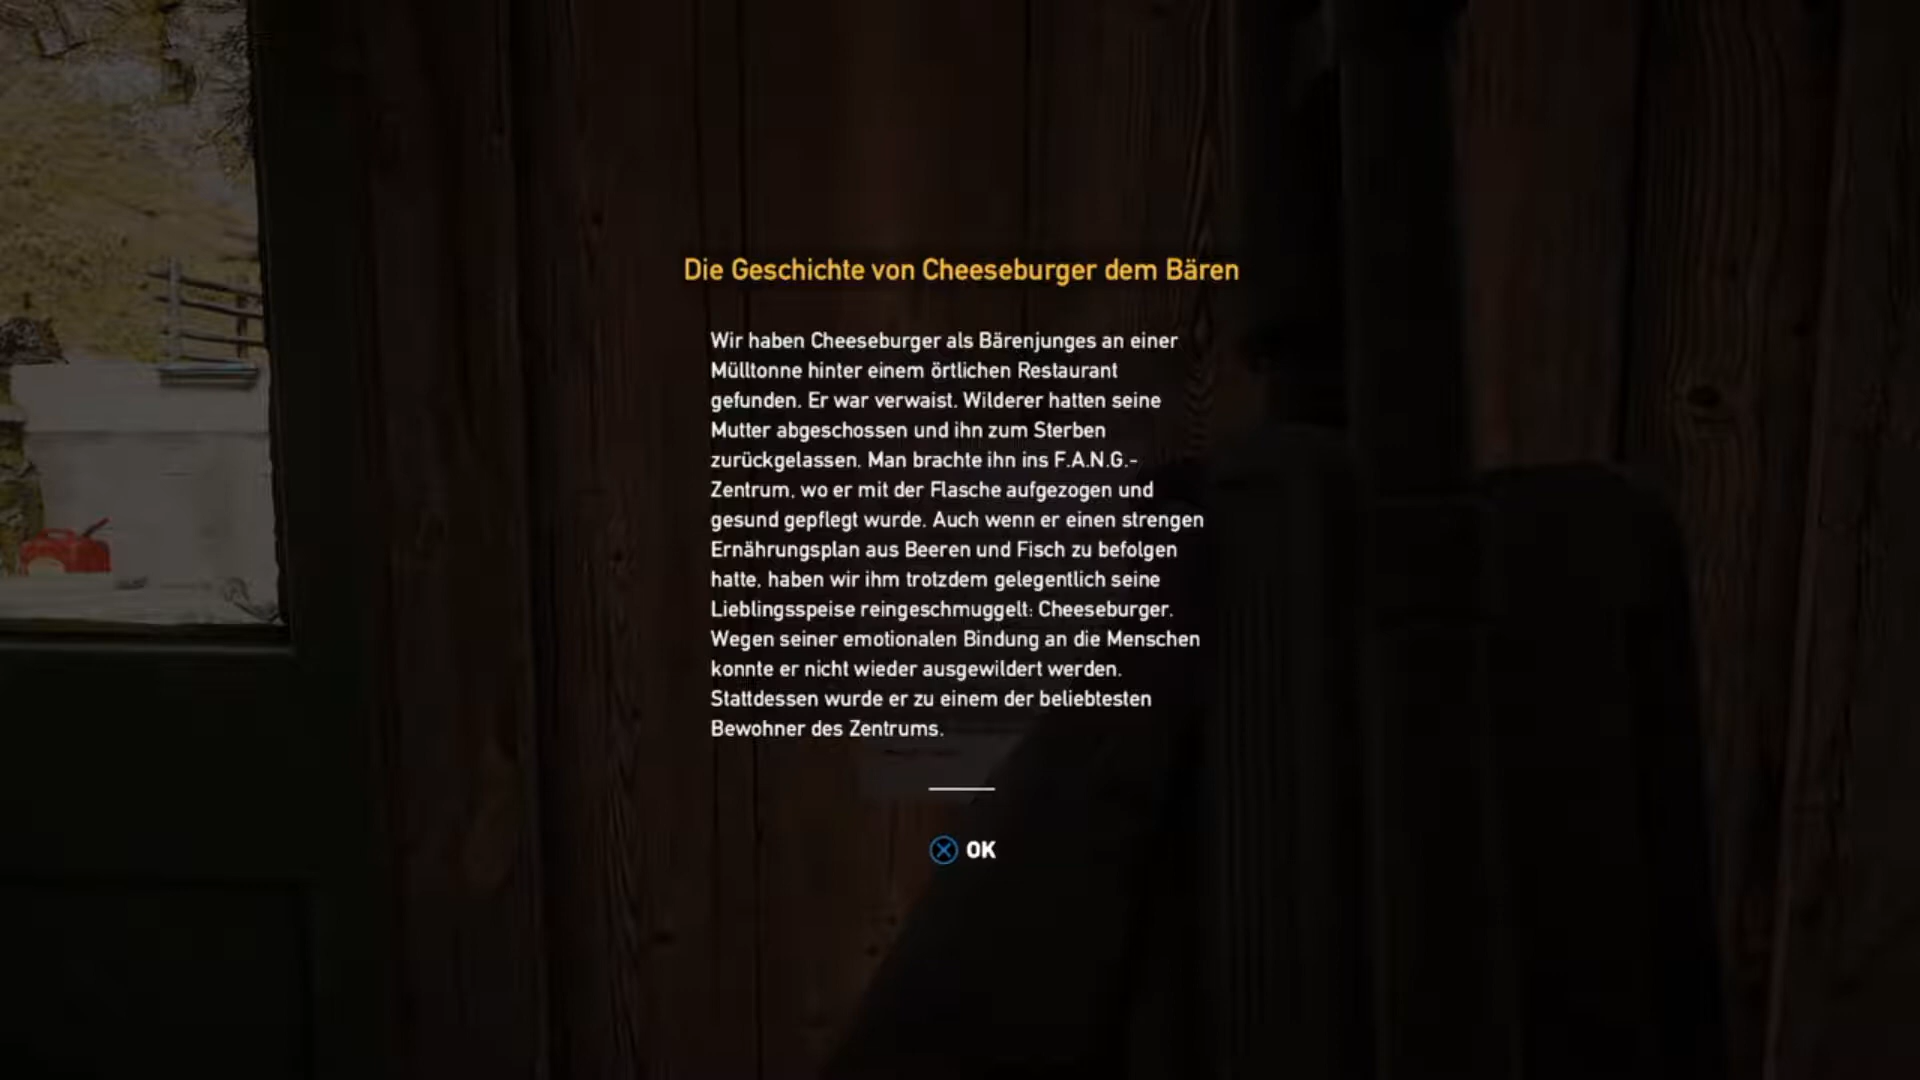 Die Geschichte von Cheeseburger dem Bären
Wir haben Cheeseburger als Bärenjunges an einer
Mülltonne hinter einem örtlichen Restaurant
gefunden. Er war verwaist. Wilderer hatten seine
Mutter abgeschossen und ihn zum Sterben
zurückgelassen. Man brachte ihn ins F.A.N.G.-
Zentrum, wo er mit der Flasche aufgezogen und
gesund gepflegt wurde. Auch wenn er einen strengen
Ernährungsplan aus Beeren und Fisch zu befolgen
hatte, haben wir ihm trotzdem gelegentlich seine
Lieblingsspeise reingeschmuggelt: Cheeseburger.
Wegen seiner emotionalen Bindung an die Menschen
konnte er nicht wieder ausgewildert werden.
Stattdessen wurde er zu einem der beliebtesten
Bewohner des Zentrums.
OK